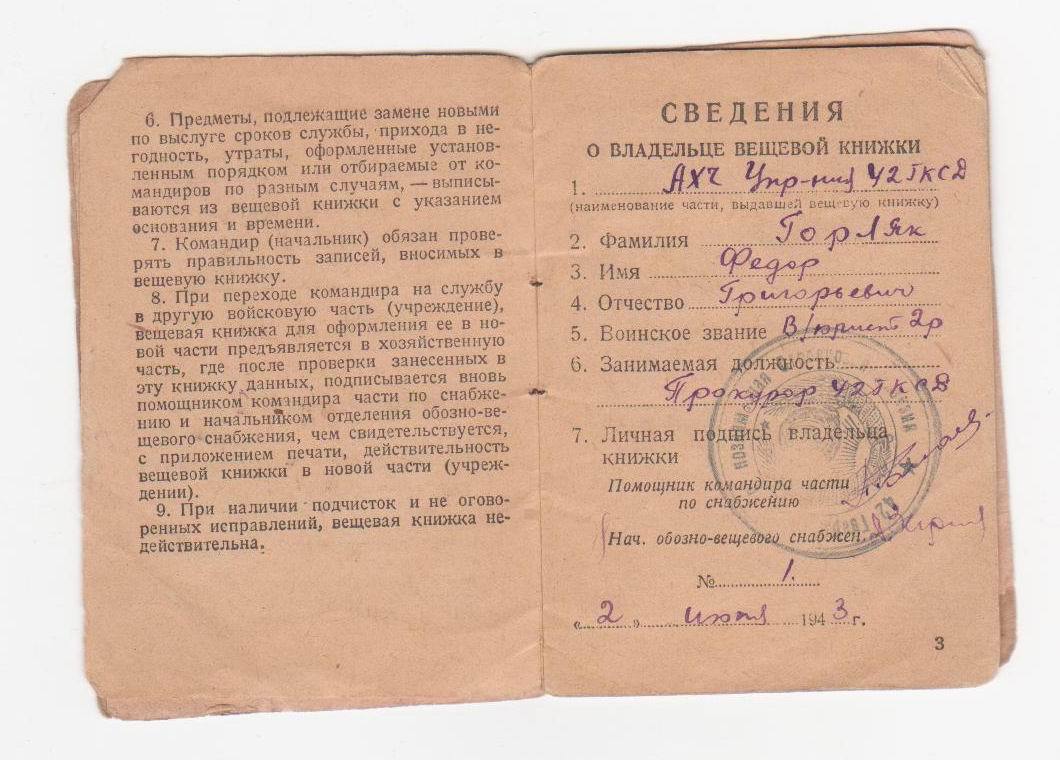 6. Предметы, подлежащие замене новыми
по выслуге сроков службы, прихода в не-
годность, утраты, оформленные установ-
ленным порядком или отбираемые от ко-
мандиров по разным случаям, — выписы-
ваются из вещевой книжки с указанием
основания и времени.
7. Командир (начальник) обязан прове-
рять правильность записей, вносимых в
вещевую книжку.
8. При переходе командира на службу
в другую войсковую часть (учреждение),
вещевая книжка для оформления ее в но-
вой части предъявляется в хозяйственную
часть, где после проверки занесенных в
эту книжку данных, подписывается вновь
помощником командира части по снабже-
нию и начальником отделения обозно-ве-
щевого снабжения, чем свидетельствуется,
с приложением печати, действительность
вещевой книжки в новой части (учреж-
дении).
9. При наличии подчисток и не огово-
ренных исправлений, вещевая книжка не-
действительна.
СВЕДЕНИЯ
О ВЛАДЕЛЬЦЕ ВЕЩЕВОЙ КНИЖКИ
1. АХЧ Упр-ния 42 ГКСД
(наименование части, выдавшей вещевую книжку)
2. Фамилия Горляк
3. Имя Федор
4. Отчество Григорьевич
5. Воинское звание В/юрист 2р
6. Занимаемая должность
Прокурор 42 ГКСД
7. Личная подпись владельца
книжки
Помощник командира части
по снабжению
Нач. обозно-вещевого снабжен.
№ 1.
« 2 » июля 1943 г.
3